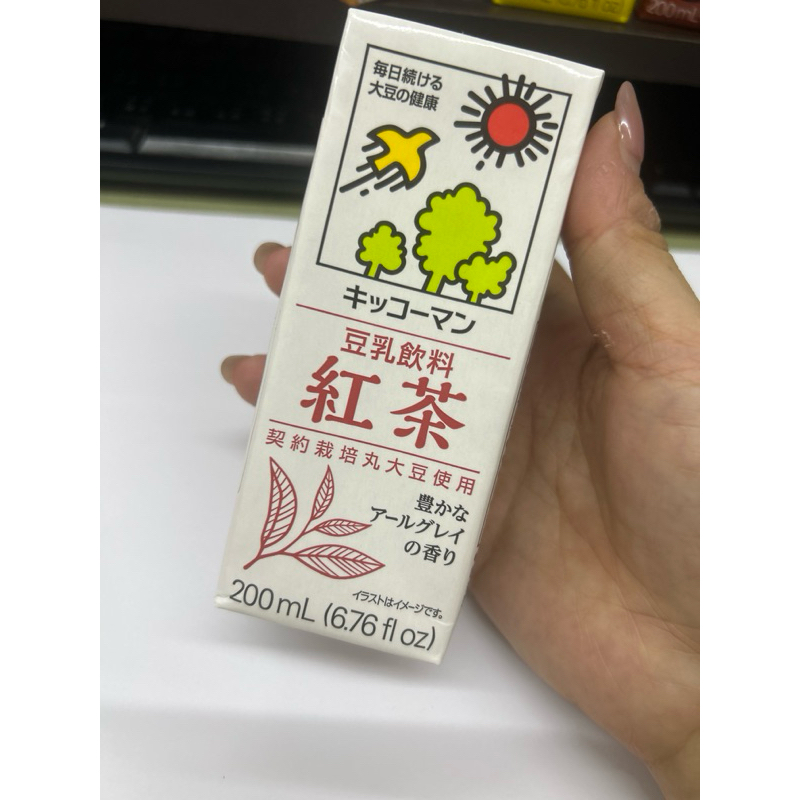 200mL
毎日続ける
大豆の健康
キッコーマン
豆乳飲料
紅茶
契約栽培丸大豆使用
豊かな
アールグレイ
の香り
イラストはイメージです。
200 mL (6.76 fl oz)